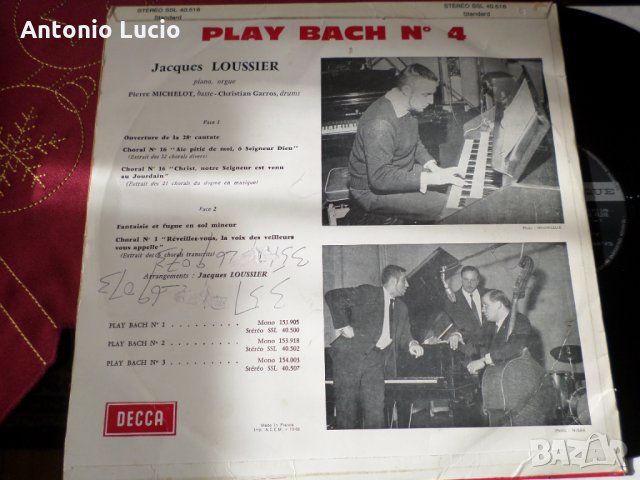 Antonio Lucio
STEREO SSL 40.518
Standard
STEREO SSL 40.518
Standard
PLAY BACH N° 4
Jacques LOUSSIER
piano, orgue
Pierre MICHELOT, basse - Christian Garros, drums
Face 1
Ouverture de la 28e cantate
Choral N° 16 "Aie pitié de moi, ô Seigneur Dieu"
(Extrait des 32 chorals divers)
Choral N° 16 "Christ, notre Seigneur est venu
au Jourdain"
(Extrait des 21 chorals du dogme en musique)
Face 2
Fantaisie et fugue en sol mineur
Choral N° 1 "Réveillez-vous, la voix des veilleurs
vous appelle"
(Extrait des 6 chorals transcrits)
Arrangements : Jacques LOUSSIER
69073
PLAY BACH N° 1 . . . . . . . . . Mono 153.905
Stéréo SSL 40.500
PLAY BACH N° 2 . . . . . . . . . Mono 153.918
Stéréo SSL 40.502
PLAY BACH N° 3 . . . . . . . . . Mono 154.003
Stéréo SSL 40.507
DECCA
Made in France
BAZAR